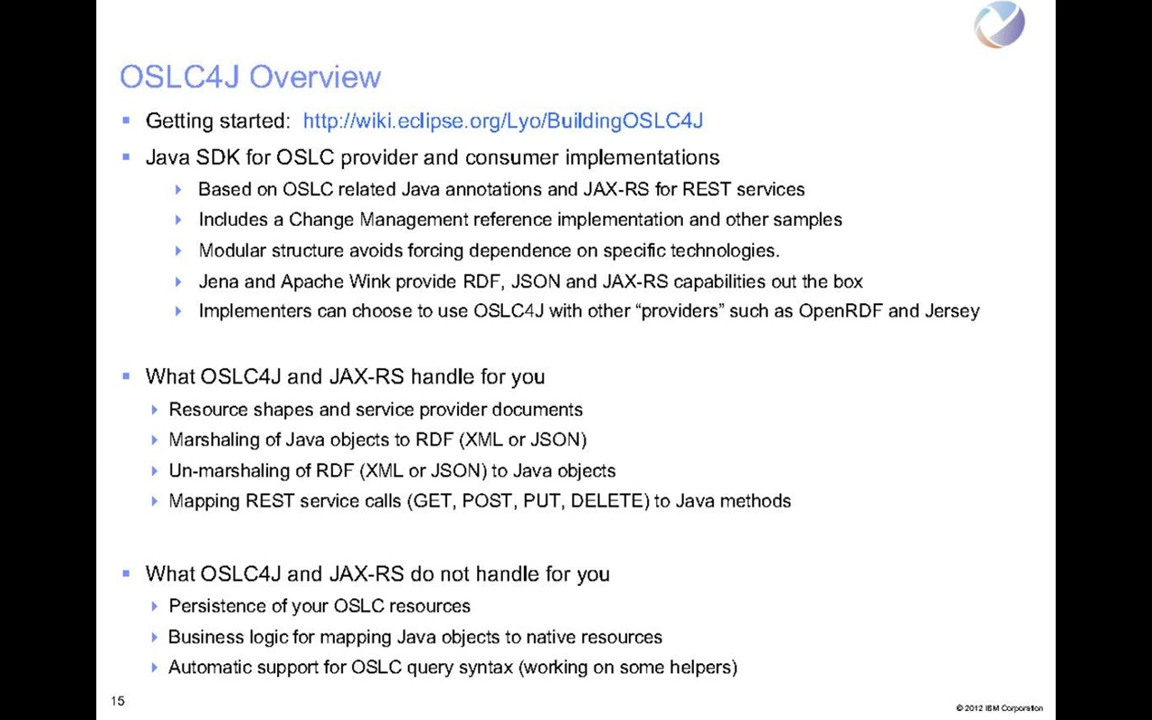 OSLC4J Overview
Getting started: http://wiki.eclipse.org/Lyo/BuildingOSLC4J
Java SDK for OSLC provider and consumer implementations
Based on OSLC related Java annotations and JAX-RS for REST services
Includes a Change Management reference implementation and other samples
Modular structure avoids forcing dependence on specific technologies.
Jena and Apache Wink provide RDF, JSON and JAX-RS capabilities out the box
Implementers can choose to use OSLC4J with other “providers” such as OpenRDF and Jersey
What OSLC4J and JAX-RS handle for you
Resource shapes and service provider documents
Marshaling of Java objects to RDF (XML or JSON)
Un-marshaling of RDF (XML or JSON) to Java objects
Mapping REST service calls (GET, POST, PUT, DELETE) to Java methods
What OSLC4J and JAX-RS do not handle for you
Persistence of your OSLC resources
Business logic for mapping Java objects to native resources
Automatic support for OSLC query syntax (working on some helpers)
15
© 2012 IBM Corporation